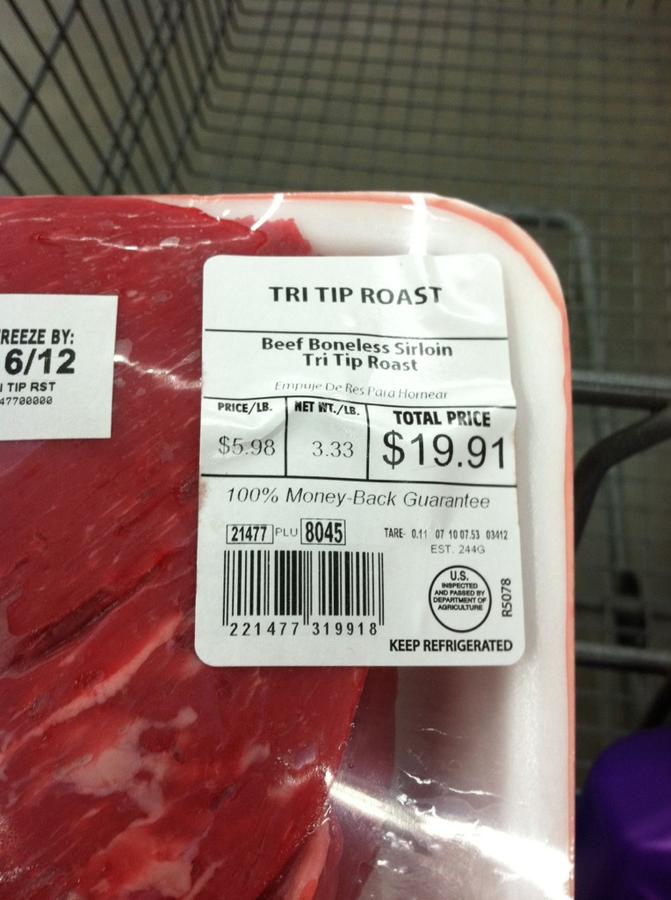 REEZE BY:
6/12
I TIP RST
47700000
TRI TIP ROAST
Beef Boneless Sirloin
Tri Tip Roast
Empuje De Res Para Hornear
PRICE/LB. NET WT./LB. TOTAL PRICE
$5.98 3.33 $19.91
100% Money-Back Guarantee
21477 PLU 8045 TARE 0.11 07 10 07.53 03412
EST. 244G
U.S.
INSPECTED
AND PASSED BY
DEPARTMENT OF
AGRICULTURE
R5078
221477 319918
KEEP REFRIGERATED